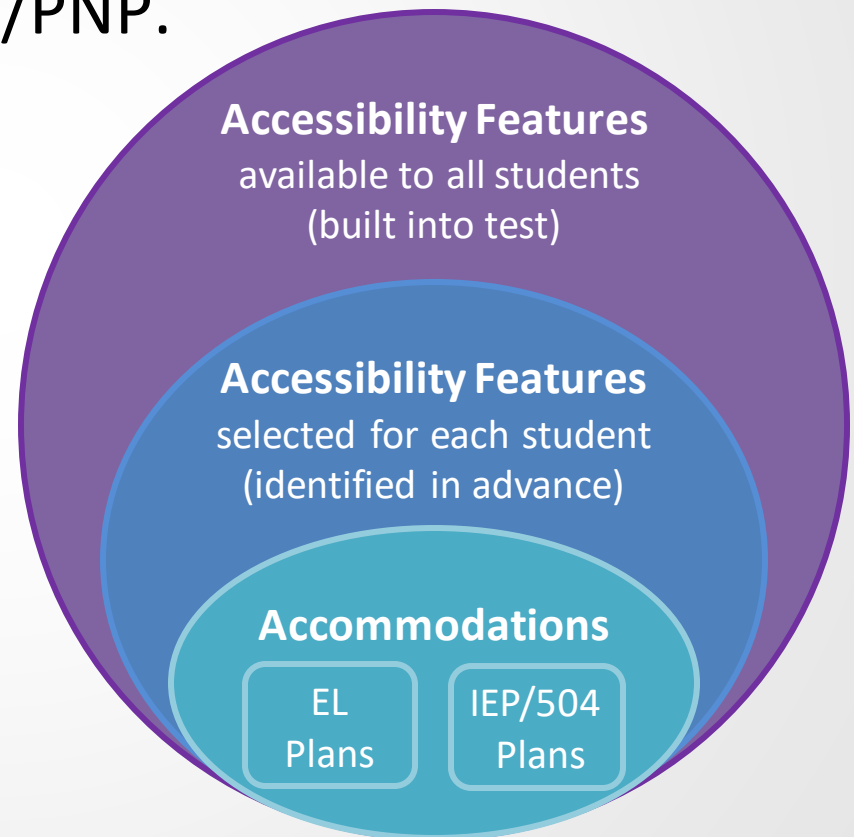 /PNP.
Accessibility Features
available to all students
(built into test)
Accessibility Features
selected for each student
(identified in advance)
Accommodations
EL
Plans
IEP/504
Plans